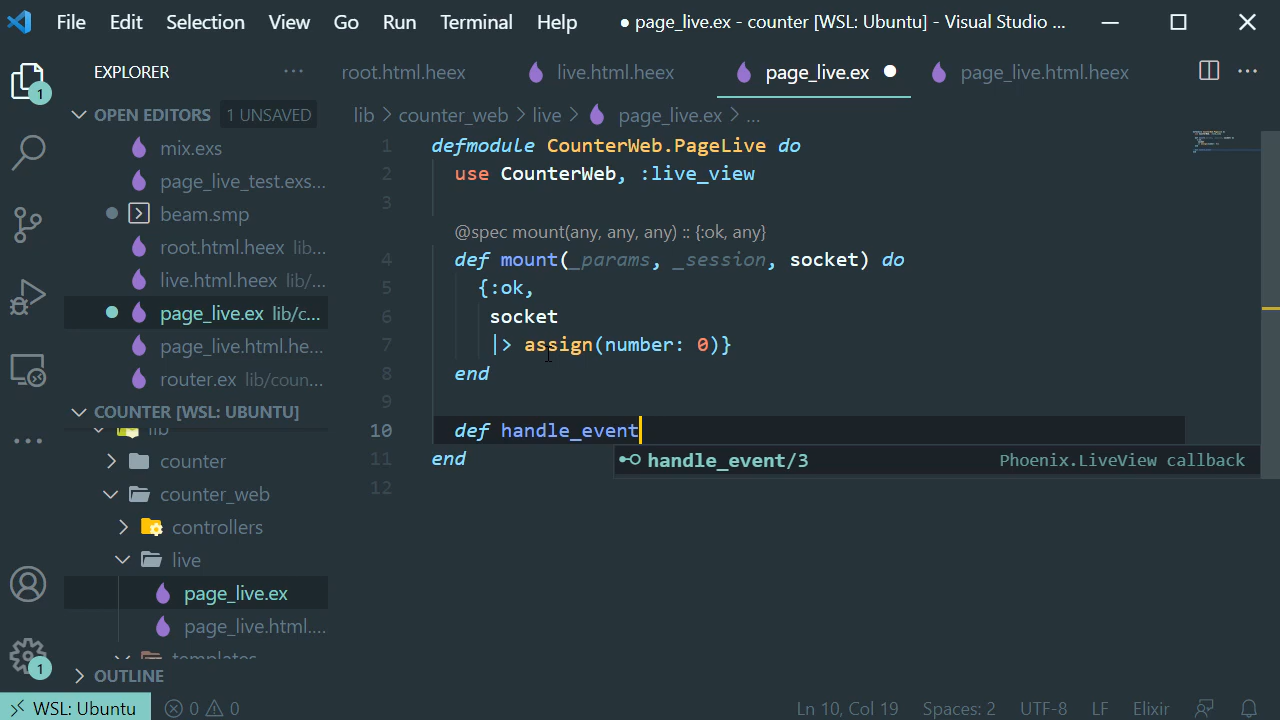 File Edit Selection View Go Run Terminal Help ● page_live.ex - counter [WSL: Ubuntu] - Visual Studio ...
EXPLORER ...
root.html.heex live.html.heex page_live.ex ● page_live.html.heex ...
1
OPEN EDITORS 1 UNSAVED
mix.exs
page_live_test.exs...
beam.smp
root.html.heex lib...
live.html.heex lib/...
page_live.ex lib/c...
page_live.html.he...
router.ex lib/coun...
COUNTER [WSL: UBUNTU]
lib
counter
counter_web
controllers
live
page_live.ex
page_live.html....
templates
OUTLINE
1
lib > counter_web > live > page_live.ex > ...
1 defmodule CounterWeb.PageLive do
2 use CounterWeb, :live_view
3
@spec mount(any, any, any) :: {:ok, any}
4 def mount(_params, _session, socket) do
5 {:ok,
6 socket
7 |> assign(number: 0)}
8 end
9
10 def handle_event
handle_event/3 Phoenix.LiveView callback
11 end
12
WSL: Ubuntu 0 0 Ln 10, Col 19 Spaces: 2 UTF-8 LF Elixir